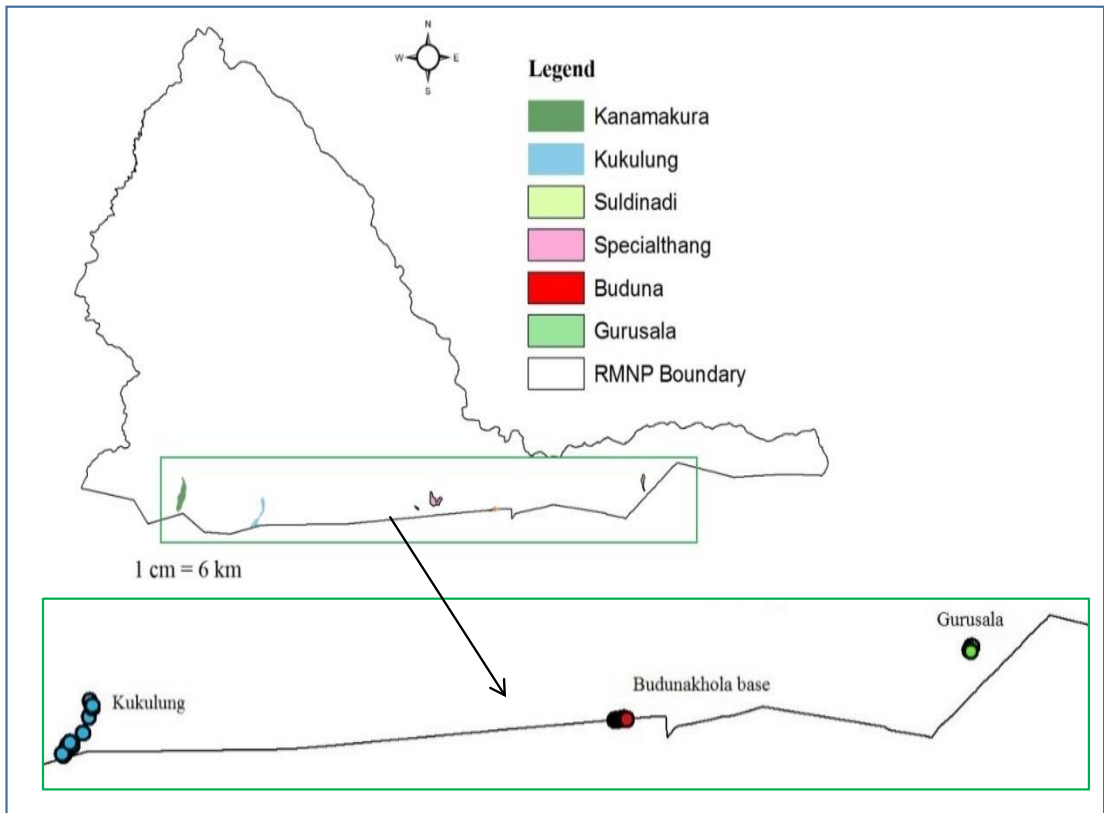 N
W E
S
Legend
Kanamakura
Kukulung
Suldinadi
Specialthang
Buduna
Gurusala
RMNP Boundary
1 cm = 6 km
Gurusala
Budunakhola base
Kukulung